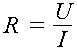 R = U/I